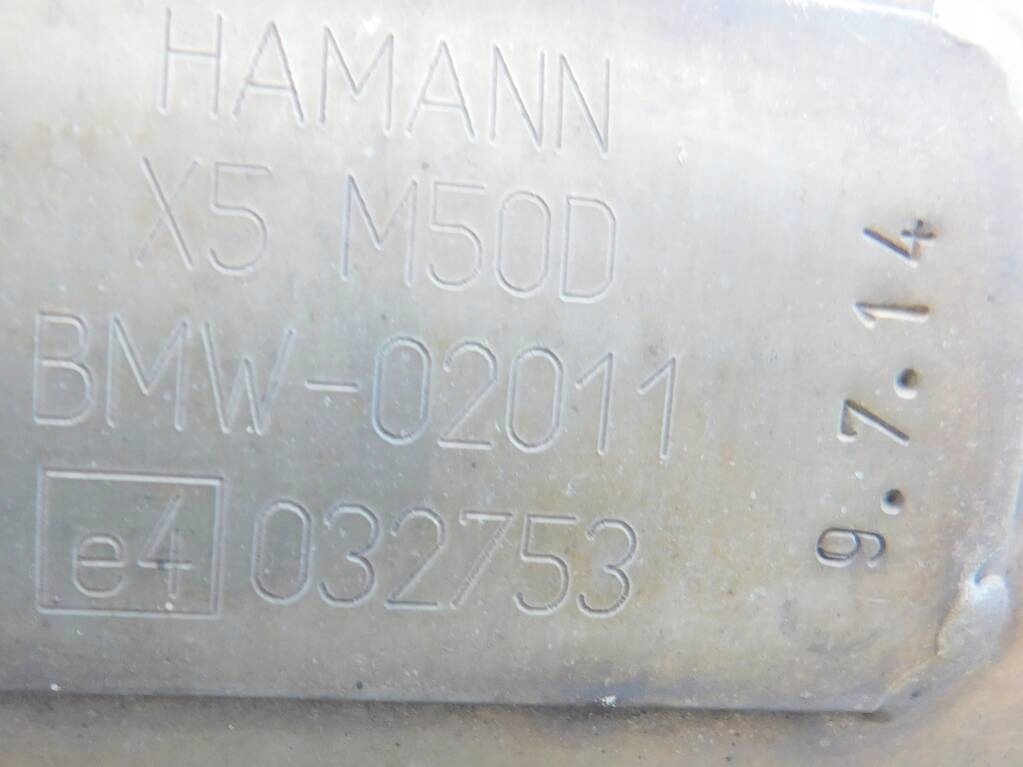 HAMANN
X5 M50D
BMW-02011
e4 032753
9.7.14